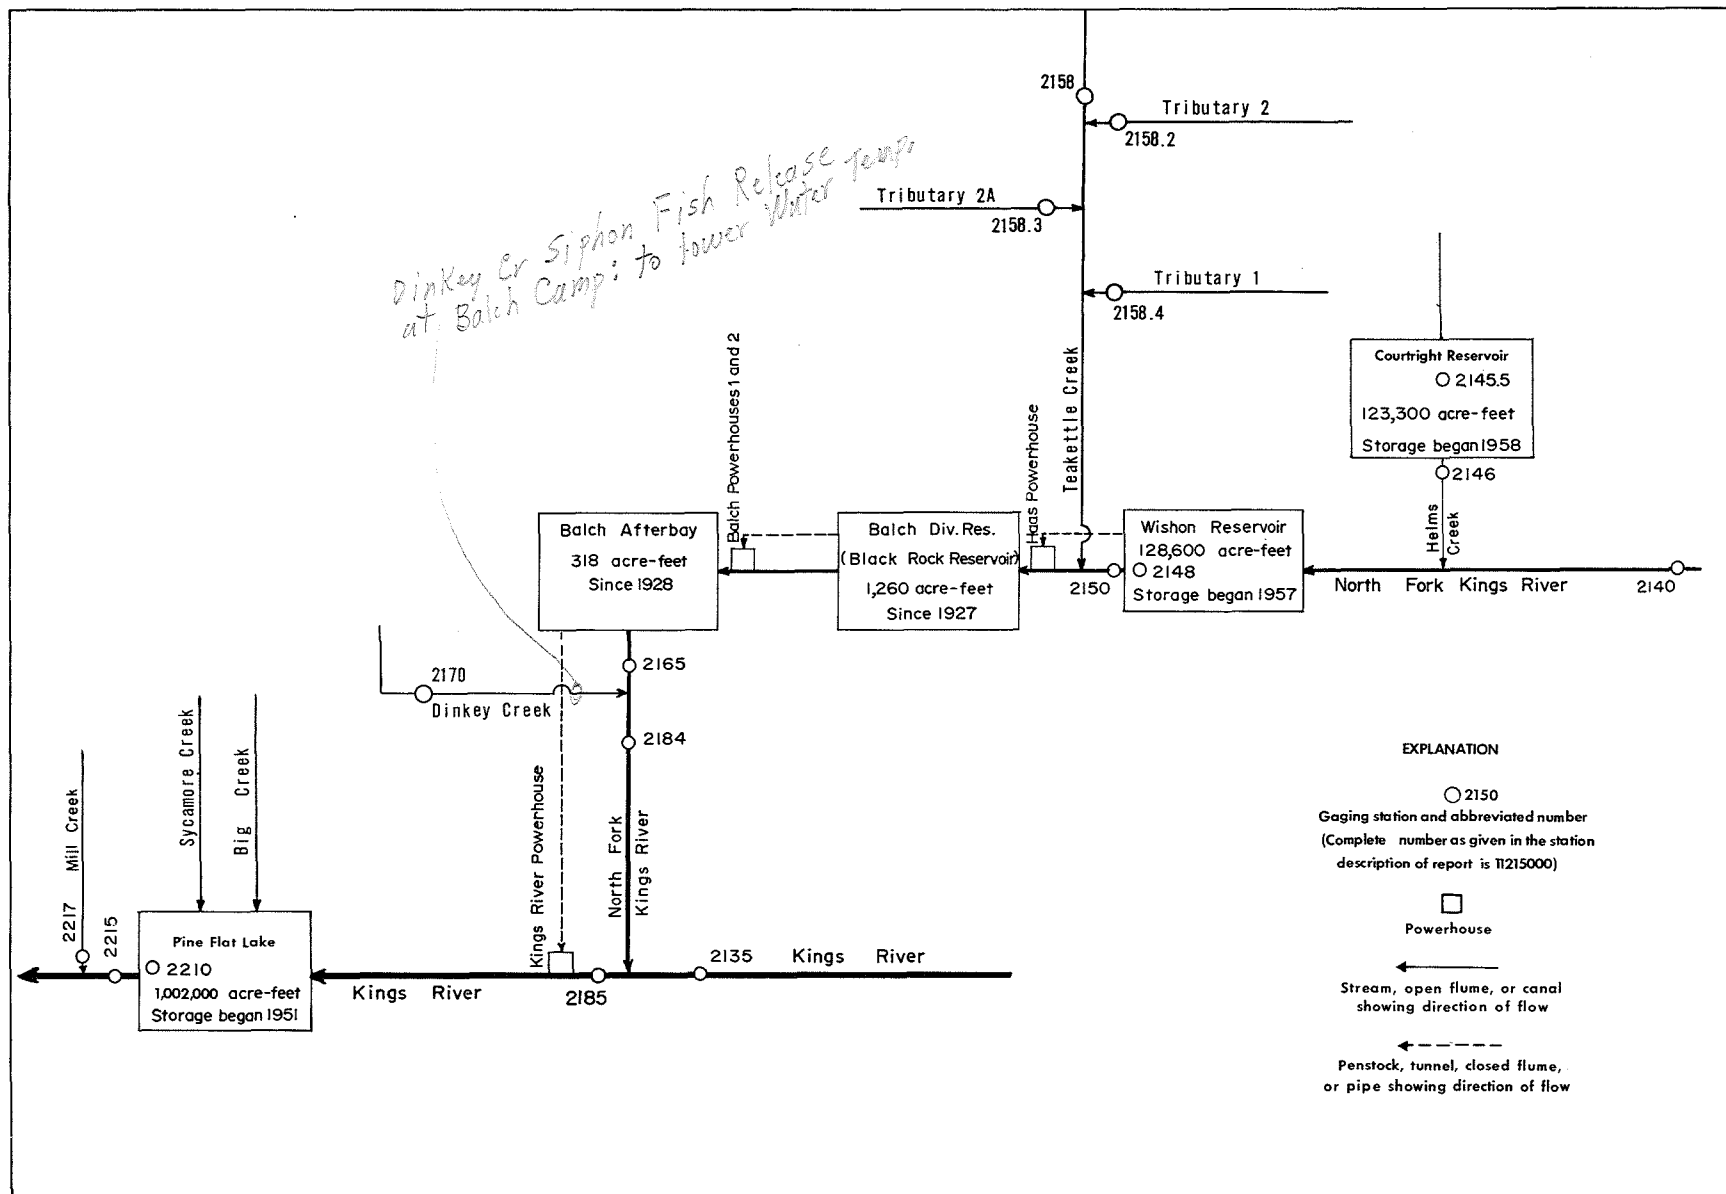 2158
Tributary 2
2158.2
Tributary 2A
2158.3
Tributary 1
2158.4
Dinkey Cr Siphon Fish Release
at Balch Camp: to lower Water Temp.
Teakettle Creek
Courtright Reservoir
2145.5
123,300 acre-feet
Storage began 1958
2146
Helms
Creek
Balch Powerhouses 1 and 2
Haas Powerhouse
Balch Afterbay
318 acre-feet
Since 1928
Balch Div. Res.
(Black Rock Reservoir)
1,260 acre-feet
Since 1927
2150
Wishon Reservoir
128,600 acre-feet
2148
Storage began 1957
North Fork Kings River
2140
2165
2170
Dinkey Creek
2184
Kings River Powerhouse
North Fork
Kings River
Sycamore Creek
Big Creek
Mill Creek
2217
2215
Pine Flat Lake
2210
1,002,000 acre-feet
Storage began 1951
Kings River
2185
2135
Kings River
EXPLANATION
2150
Gaging station and abbreviated number
(Complete number as given in the station
description of report is 11215000)
Powerhouse
Stream, open flume, or canal
showing direction of flow
Penstock, tunnel, closed flume,
or pipe showing direction of flow